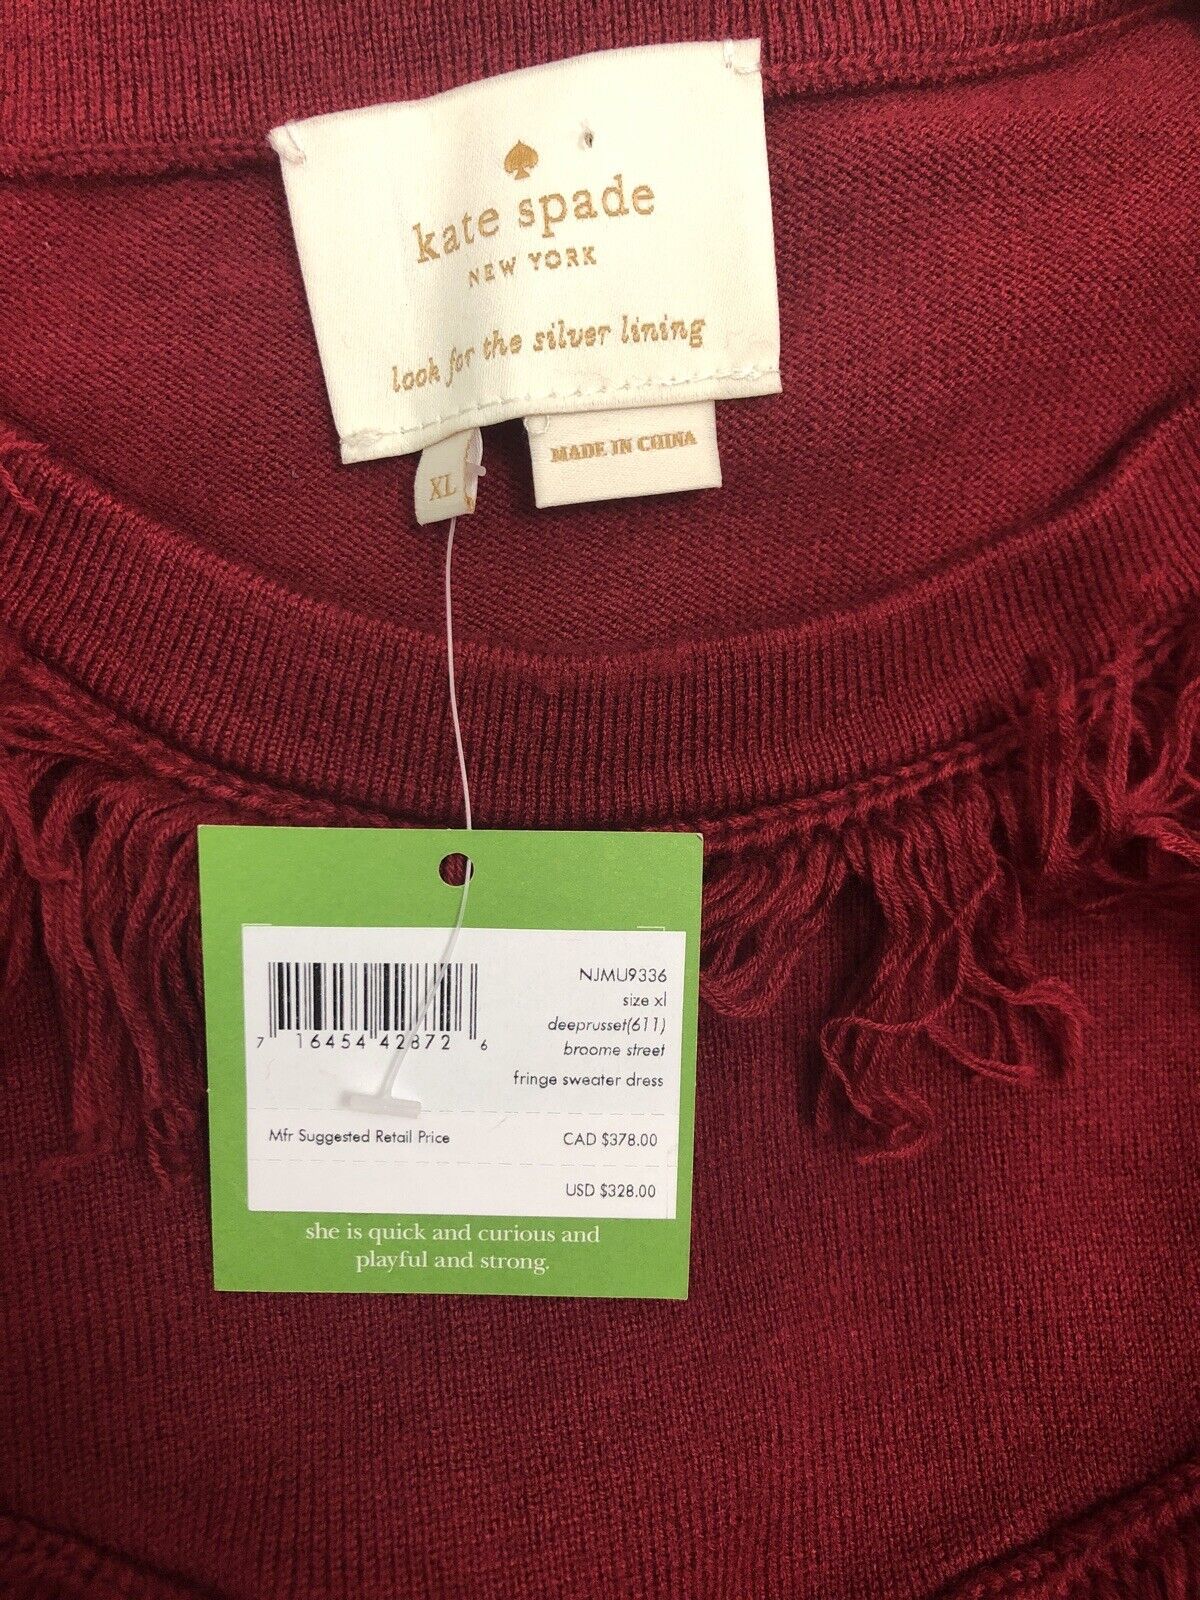 kate spade
NEW YORK
look for the silver lining
XL
MADE IN CHINA
NJMU9336
size xl
deeprusset(611)
broome street
fringe sweater dress
7 16454 42872 6
Mfr Suggested Retail Price CAD $378.00
USD $328.00
she is quick and curious and
playful and strong.